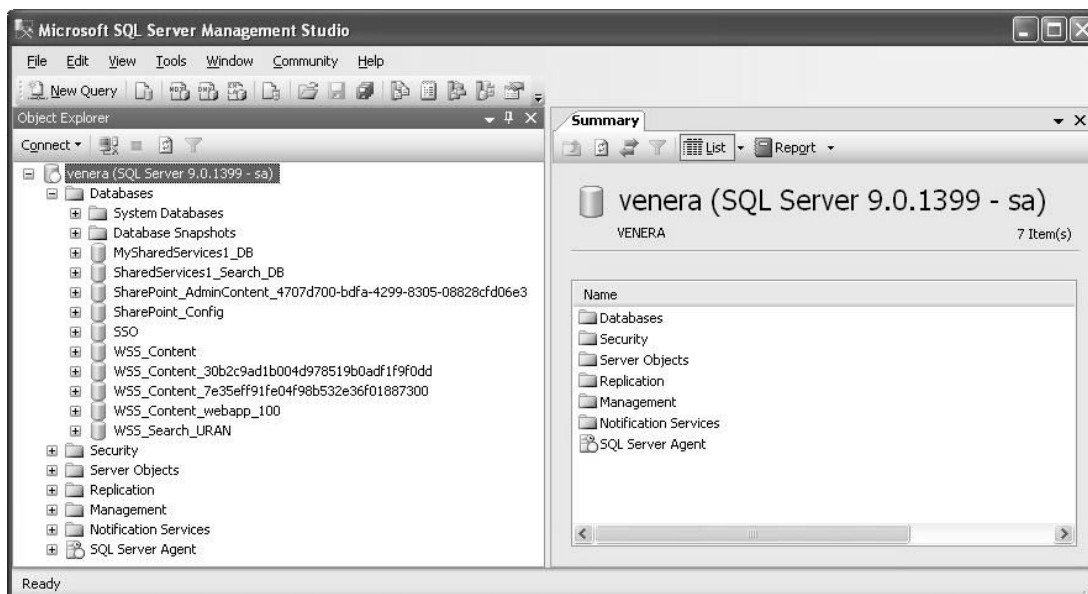 Microsoft SQL Server Management Studio
File Edit View Tools Window Community Help
New Query
Object Explorer
Connect
venera (SQL Server 9.0.1399 - sa)
Databases
System Databases
Database Snapshots
MySharedServices1_DB
SharedServices1_Search_DB
SharePoint_AdminContent_4707d700-bdfa-4299-8305-08828cfd06e3
SharePoint_Config
SSO
WSS_Content
WSS_Content_30b2c9ad1b004d978519b0adf1f9f0dd
WSS_Content_7e35eff91fe04f98b532e36f01887300
WSS_Content_webapp_100
WSS_Search_URAN
Security
Server Objects
Replication
Management
Notification Services
SQL Server Agent
Summary
List Report
venera (SQL Server 9.0.1399 - sa)
VENERA 7 Item(s)
Name
Databases
Security
Server Objects
Replication
Management
Notification Services
SQL Server Agent
Ready